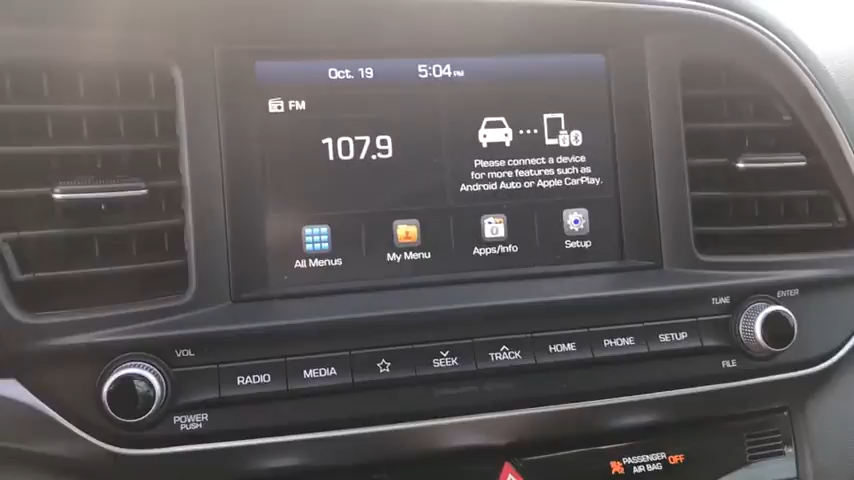 Oct. 19 5:04 PM
FM
107.9
Please connect a device
for more features such as
Android Auto or Apple CarPlay.
All Menus
My Menu
Apps/Info
Setup
VOL
POWER
PUSH
RADIO
MEDIA
SEEK
TRACK
HOME
PHONE
SETUP
TUNE
ENTER
FILE
PASSENGER
AIR BAG
OFF